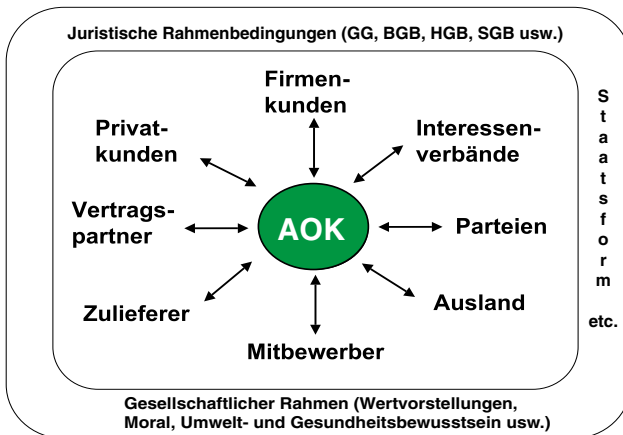 Juristische Rahmenbedingungen (GG, BGB, HGB, SGB usw.)
Firmen-
kunden
Privat-
kunden
Interessen-
verbände
Vertrags-
partner
AOK
Parteien
Zulieferer
Ausland
Mitbewerber
Staatsform
etc.
Gesellschaftlicher Rahmen (Wertvorstellungen,
Moral, Umwelt- und Gesundheitsbewusstsein usw.)